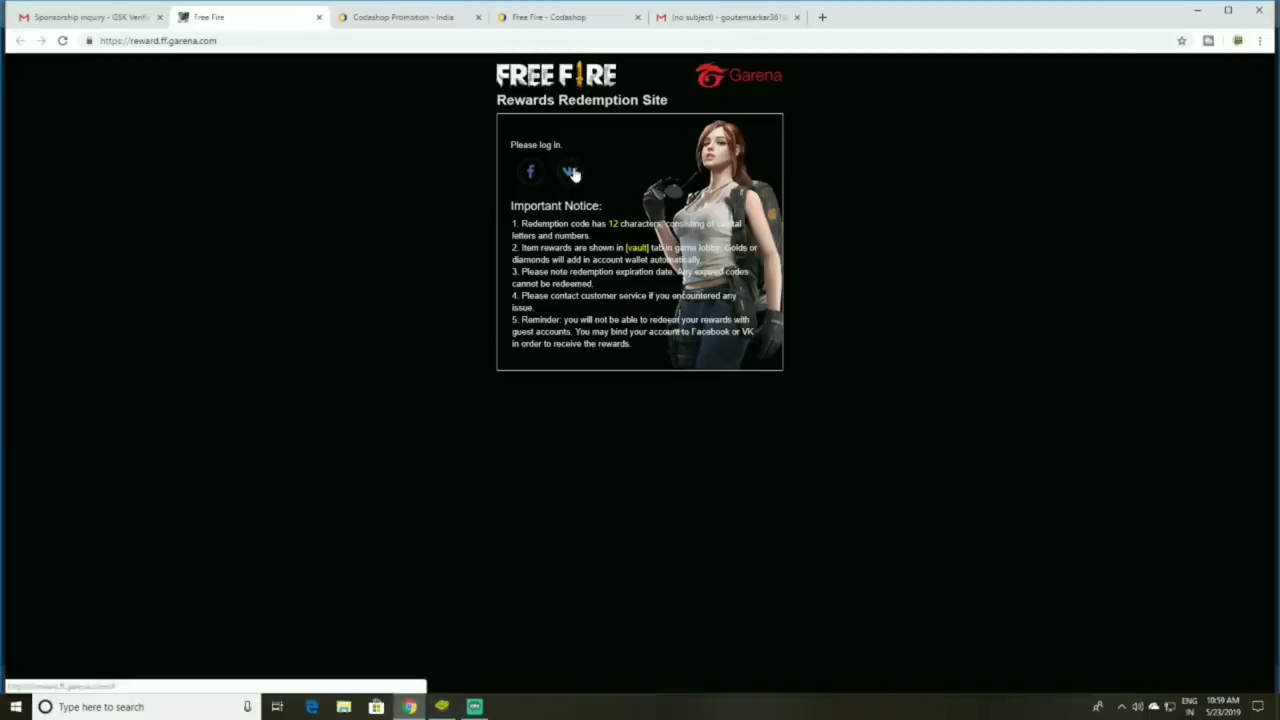 Sponsorship inquiry - GSK Verifi
Free Fire
Codashop Promotion - India
Free Fire - Codashop
(no subject) - goutamsarkar361
https://reward.ff.garena.com
FREE FIRE
Garena
Rewards Redemption Site
Please log in.
Important Notice:
1. Redemption code has 12 characters, consisting of capital
letters and numbers.
2. Item rewards are shown in [vault] tab in game lobby. Golds or
diamonds will add in account wallet automatically.
3. Please note redemption expiration date. Any expired codes
cannot be redeemed.
4. Please contact customer service if you encountered any
issue.
5. Reminder: you will not be able to redeem your rewards with
guest accounts. You may bind your account to Facebook or VK
in order to receive the rewards.
Type here to search
ENG
IN
10:59 AM
5/23/2019